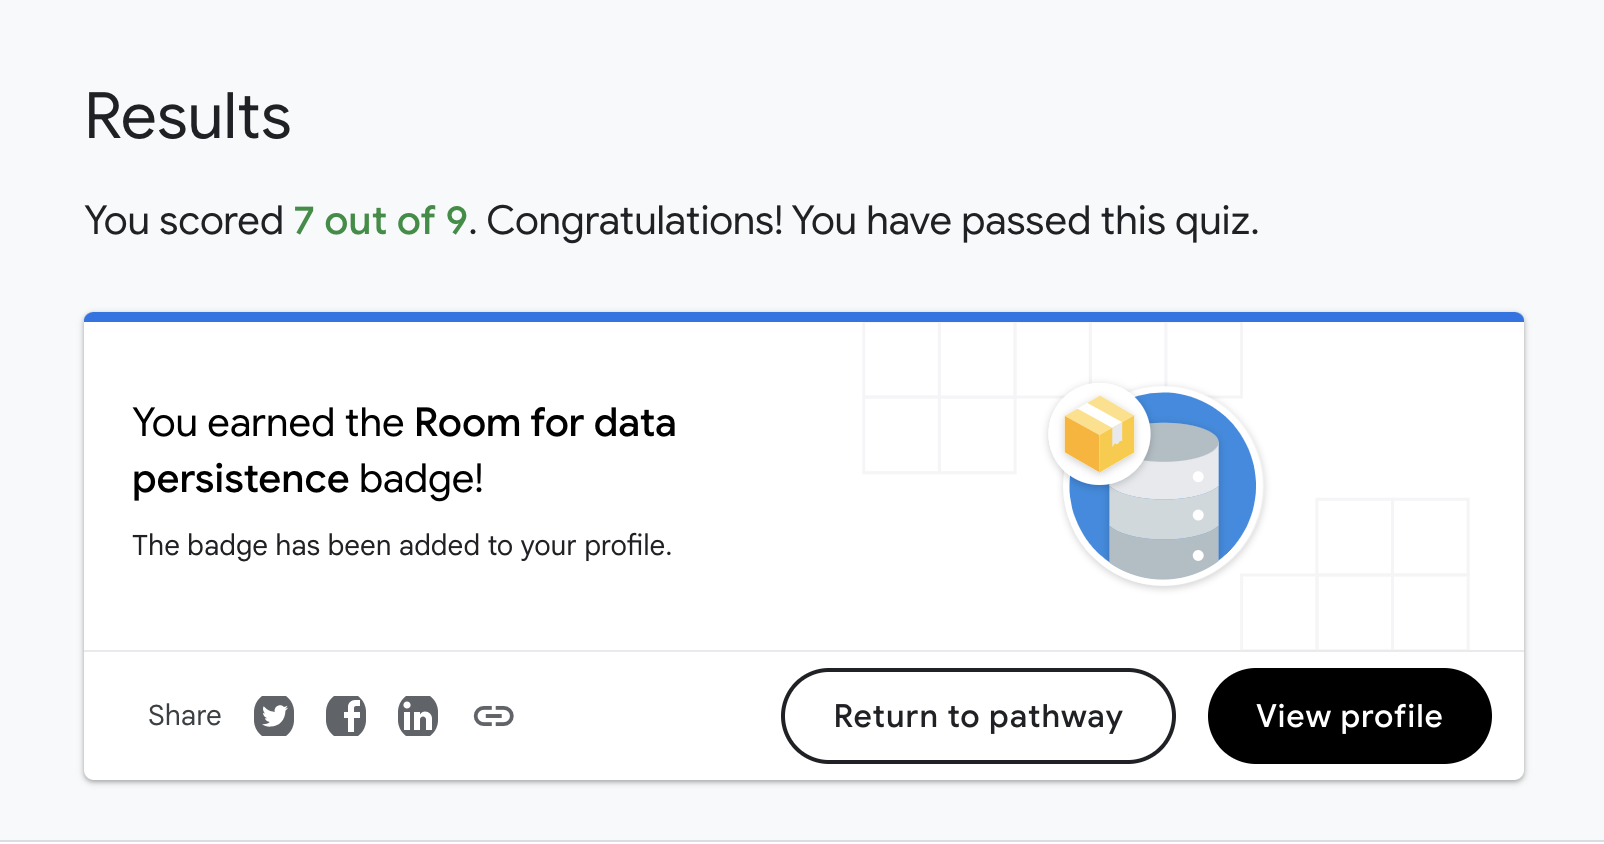 Results
You scored 7 out of 9. Congratulations! You have passed this quiz.
You earned the Room for data
persistence badge!
The badge has been added to your profile.
Share
Return to pathway
View profile